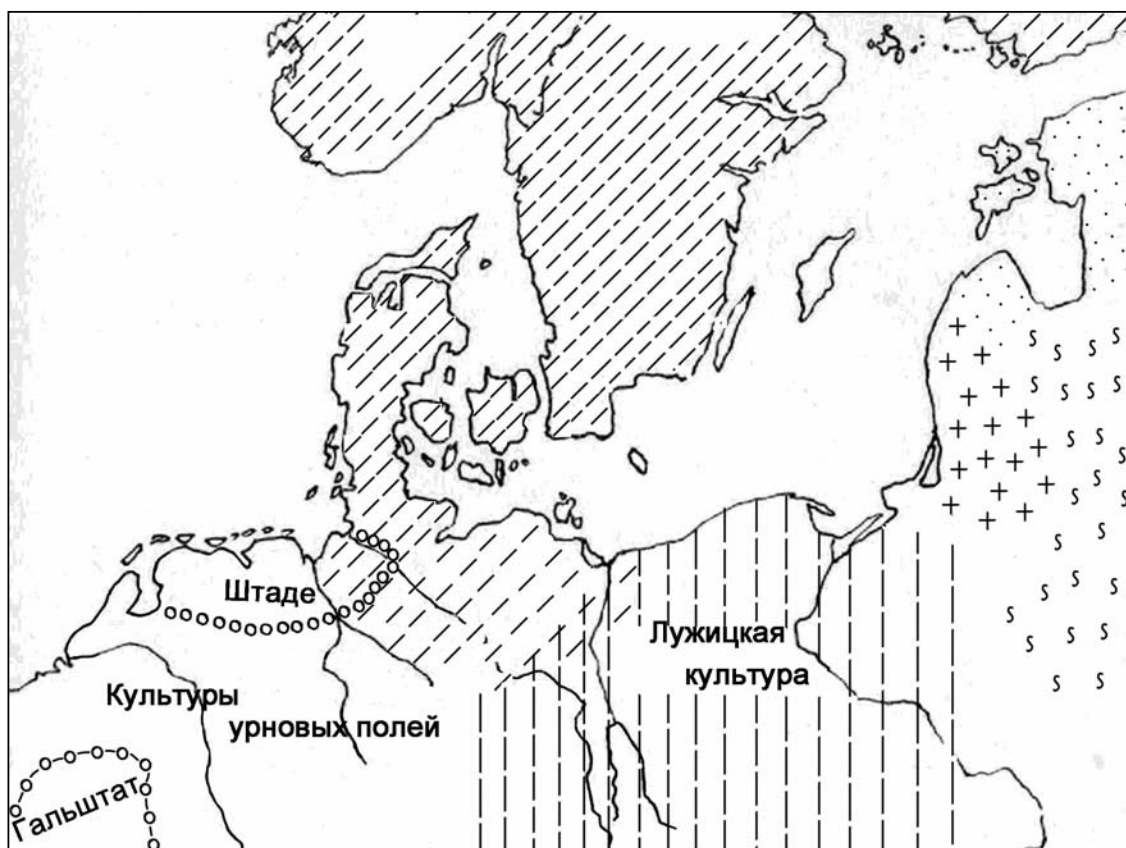 Штаде
Лужицкая
культура
Культуры
урновых полей
Гальштат